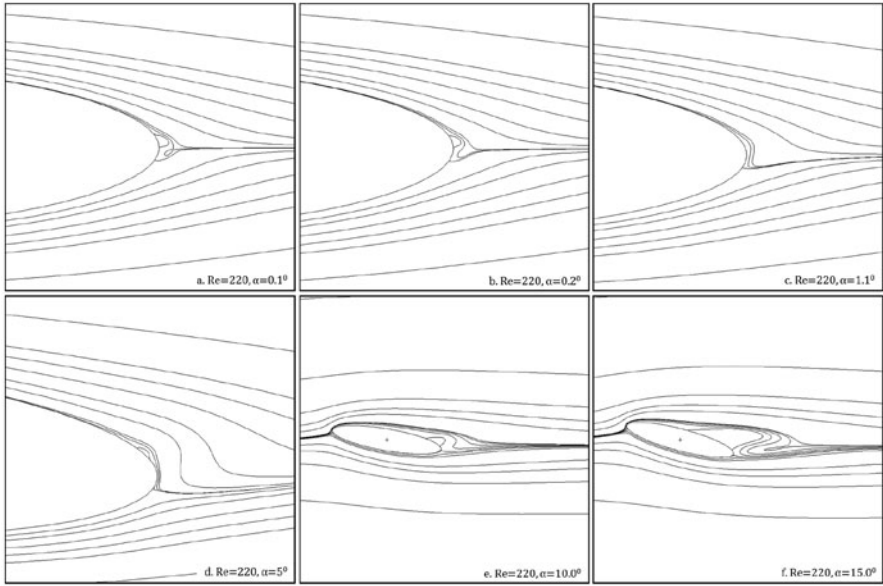 a. Re=220, α=0.1⁰
b. Re=220, α=0.2⁰
c. Re=220, α=1.1⁰
d. Re=220, α=5⁰
e. Re=220, α=10.0⁰
f. Re=220, α=15.0⁰